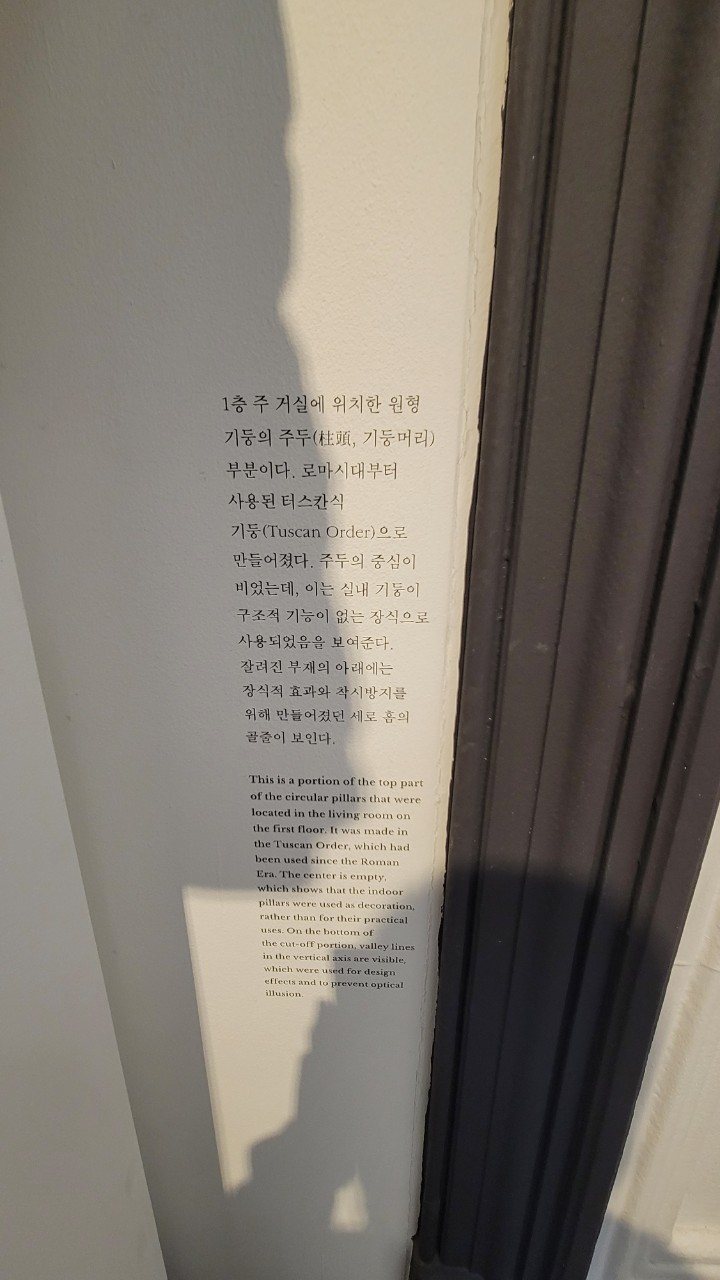 1층 주 거실에 위치한 원형
기둥의 주두(柱頭, 기둥머리)
부분이다. 로마시대부터
사용된 터스칸식
기둥(Tuscan Order)으로
만들어졌다. 주두의 중심이
비었는데, 이는 실내 기둥이
구조적 기능이 없는 장식으로
사용되었음을 보여준다.
잘려진 부재의 아래에는
장식적 효과와 착시방지를
위해 만들어졌던 세로 홈의
골줄이 보인다.
This is a portion of the top part
of the circular pillars that were
located in the living room on
the first floor. It was made in
the Tuscan Order, which had
been used since the Roman
Era. The center is empty,
which shows that the indoor
pillars were used as decoration,
rather than for their practical
uses. On the bottom of
the cut-off portion, valley lines
in the vertical axis are visible,
which were used for design
effects and to prevent optical
illusion.